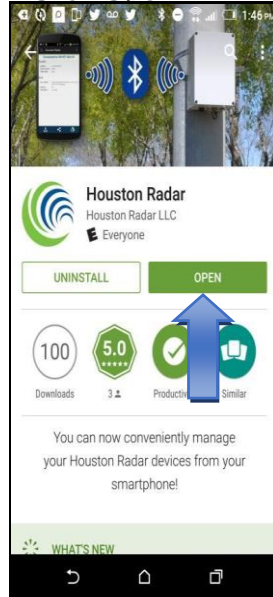 1:46 PM
Houston Radar
Houston Radar LLC
E Everyone
UNINSTALL
OPEN
100
5.0
Downloads
3
Similar
You can now conveniently manage
your Houston Radar devices from your
smartphone!
WHAT'S NEW